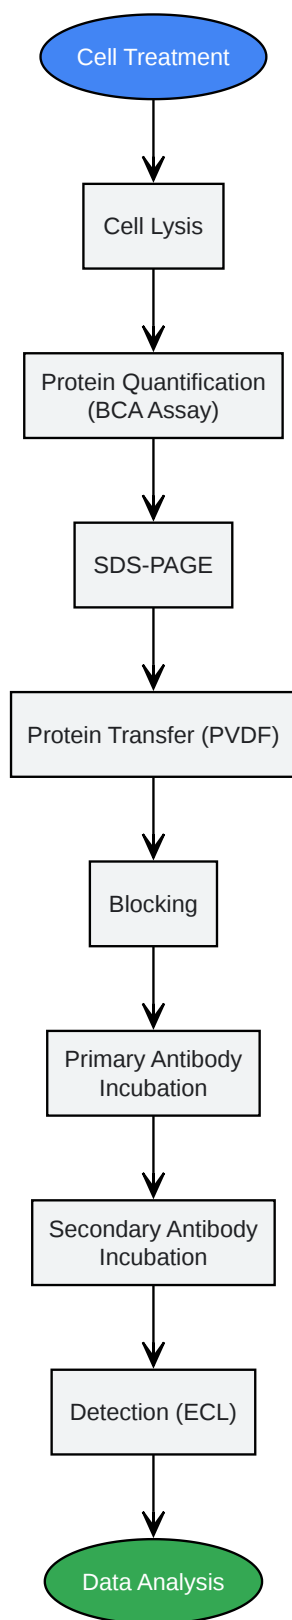 Cell Treatment
Cell Lysis
Protein Quantification
(BCA Assay)
SDS-PAGE
Protein Transfer (PVDF)
Blocking
Primary Antibody
Incubation
Secondary Antibody
Incubation
Detection (ECL)
Data Analysis